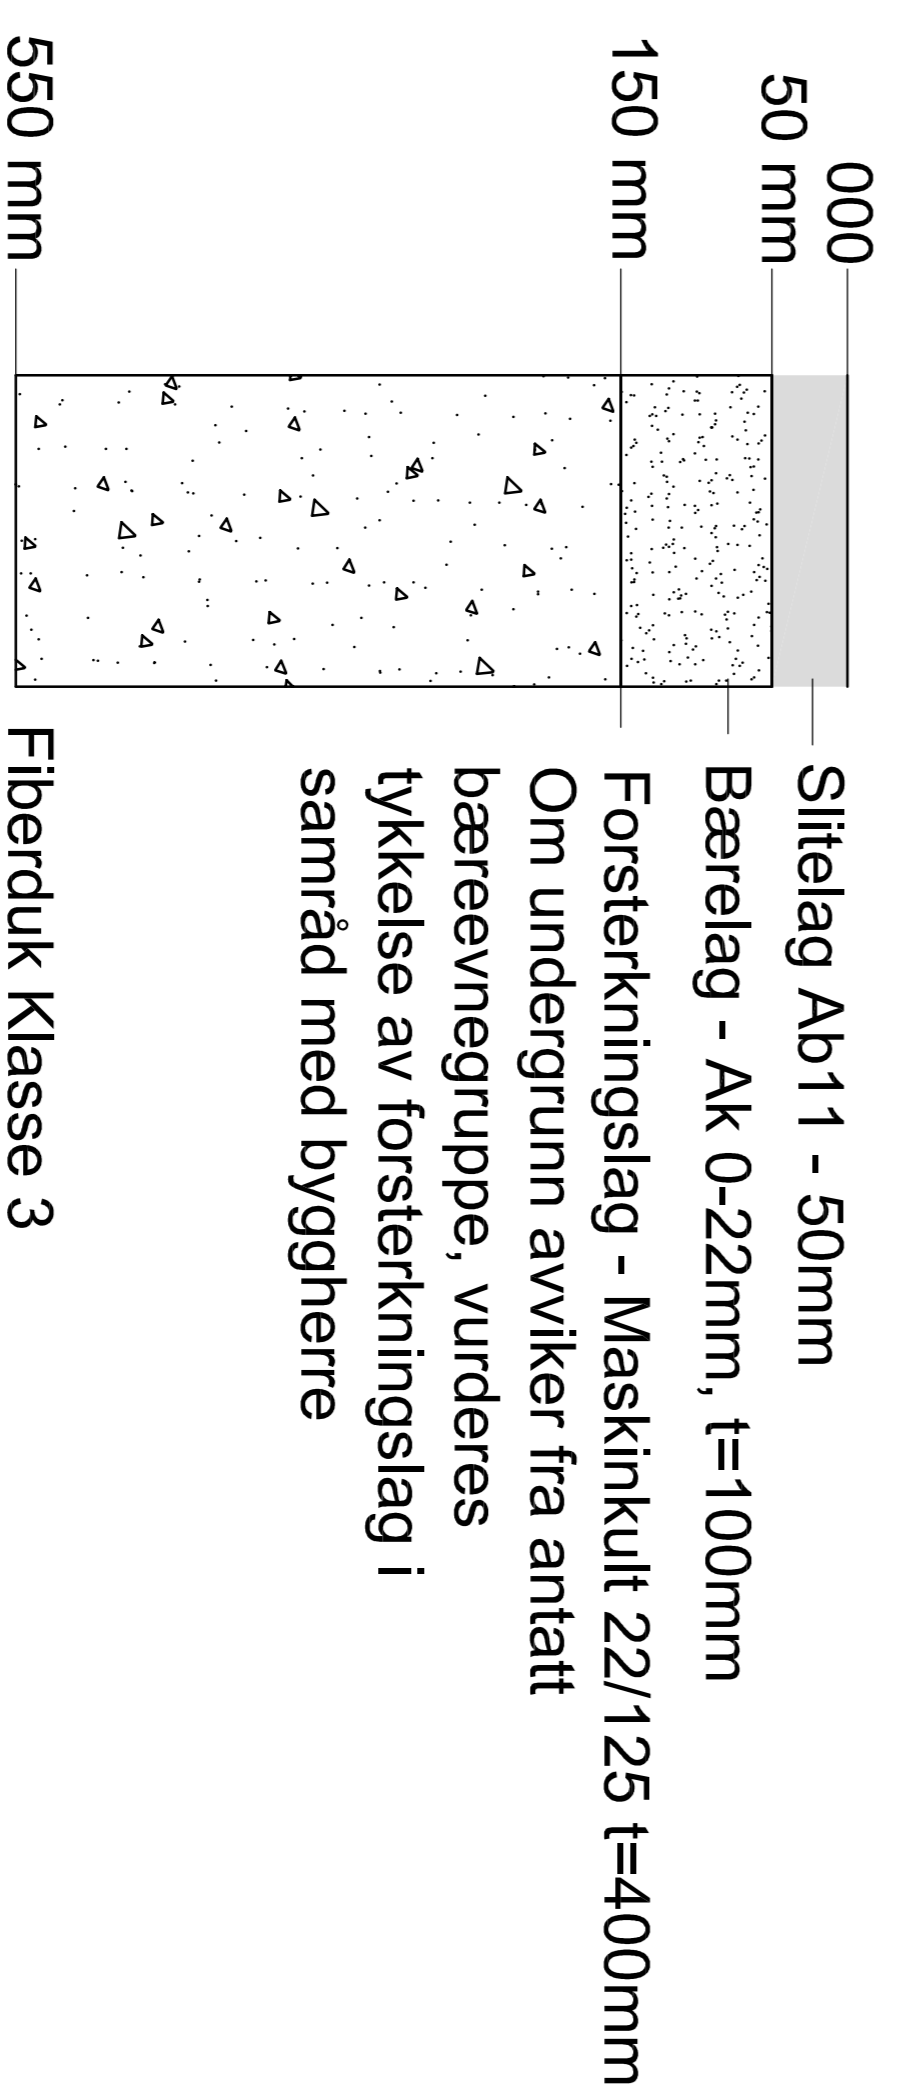 000
50 mm
150 mm
550 mm
Slitelag Ab11 - 50mm
Bærelag - Ak 0-22mm, t=100mm
Forsterkningslag - Maskinkult 22/125 t=400mm
Om undergrunn avviker fra antatt
bæreevnegruppe, vurderes
tykkelse av forsterkningslag i
samråd med byggherre
Fiberduk Klasse 3